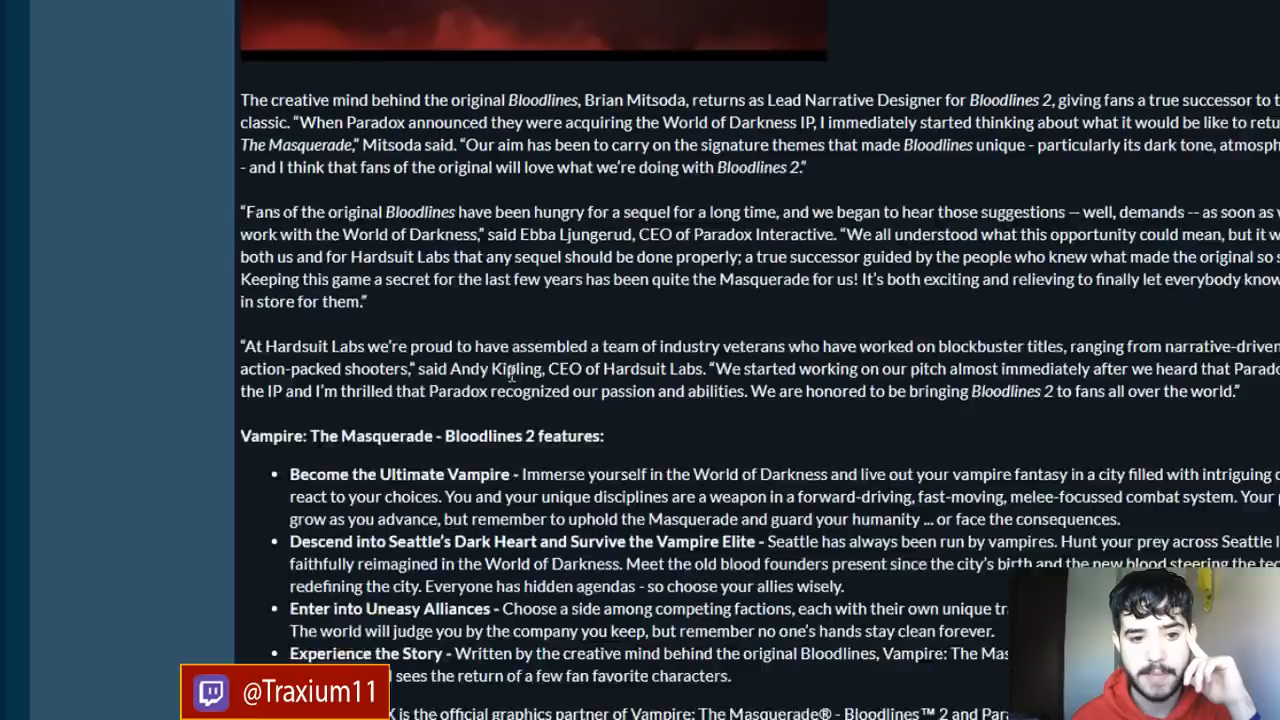 The creative mind behind the original Bloodlines, Brian Mitsoda, returns as Lead Narrative Designer for Bloodlines 2, giving fans a true successor to
classic. “When Paradox announced they were acquiring the World of Darkness IP, I immediately started thinking about what it would be like to
The Masquerade,” Mitsoda said. “Our aim has been to carry on the signature themes that made Bloodlines unique - particularly its dark tone,
- and I think that fans of the original will love what we’re doing with Bloodlines 2.”
“Fans of the original Bloodlines have been hungry for a sequel for a long time, and we began to hear those suggestions -- well, demands -- as soon as
work with the World of Darkness,” said Ebba Ljungerud, CEO of Paradox Interactive. “We all understood what this opportunity could mean, but it
both us and for Hardsuit Labs that any sequel should be done properly; a true successor guided by the people who knew what made the original so
Keeping this game a secret for the last few years has been quite the Masquerade for us! It’s both exciting and relieving to finally let everybody know
in store for them.”
“At Hardsuit Labs we’re proud to have assembled a team of industry veterans who have worked on blockbuster titles, ranging from narrative-driven
action-packed shooters,” said Andy Kipling, CEO of Hardsuit Labs. “We started working on our pitch almost immediately after we heard that
the IP and I’m thrilled that Paradox recognized our passion and abilities. We are honored to be bringing Bloodlines 2 to fans all over the world.”
Vampire: The Masquerade - Bloodlines 2 features:
• Become the Ultimate Vampire - Immerse yourself in the World of Darkness and live out your vampire fantasy in a city filled with intriguing
react to your choices. You and your unique disciplines are a weapon in a forward-driving, fast-moving, melee-focussed combat system. Your
grow as you advance, but remember to uphold the Masquerade and guard your humanity ... or face the consequences.
• Descend into Seattle’s Dark Heart and Survive the Vampire Elite - Seattle has always been run by vampires. Hunt your prey across Seattle
faithfully reimagined in the World of Darkness. Meet the old blood founders present since the city’s birth and the new blood steering the
redefining the city. Everyone has hidden agendas - so choose your allies wisely.
• Enter into Uneasy Alliances - Choose a side among competing factions, each with their own unique
The world will judge you by the company you keep, but remember no one’s hands stay clean forever.
• Experience the Story - Written by the creative mind behind the original Bloodlines, Vampire: The
sees the return of a few fan favorite characters.
@Traxium11
is the official graphics partner of Vampire: The Masquerade® - Bloodlines™ 2 and